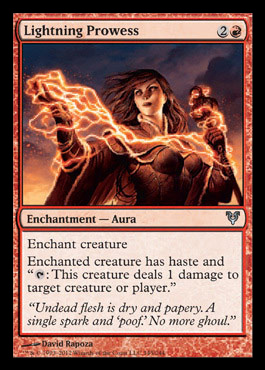 Lightning Prowess 2
Enchantment — Aura
Enchant creature
Enchanted creature has haste and
“: This creature deals 1 damage to
target creature or player.”
“Undead flesh is dry and papery. A
single spark and ‘poof.’ No more ghoul.”
David Rapoza